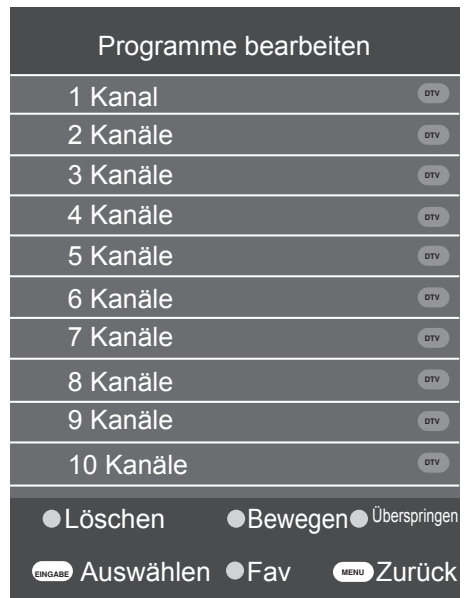 Programme bearbeiten
1 Kanal DTV
2 Kanäle DTV
3 Kanäle DTV
4 Kanäle DTV
5 Kanäle DTV
6 Kanäle DTV
7 Kanäle DTV
8 Kanäle DTV
9 Kanäle DTV
10 Kanäle DTV
Löschen Bewegen Überspringen
EINGABE Auswählen Fav MENU Zurück